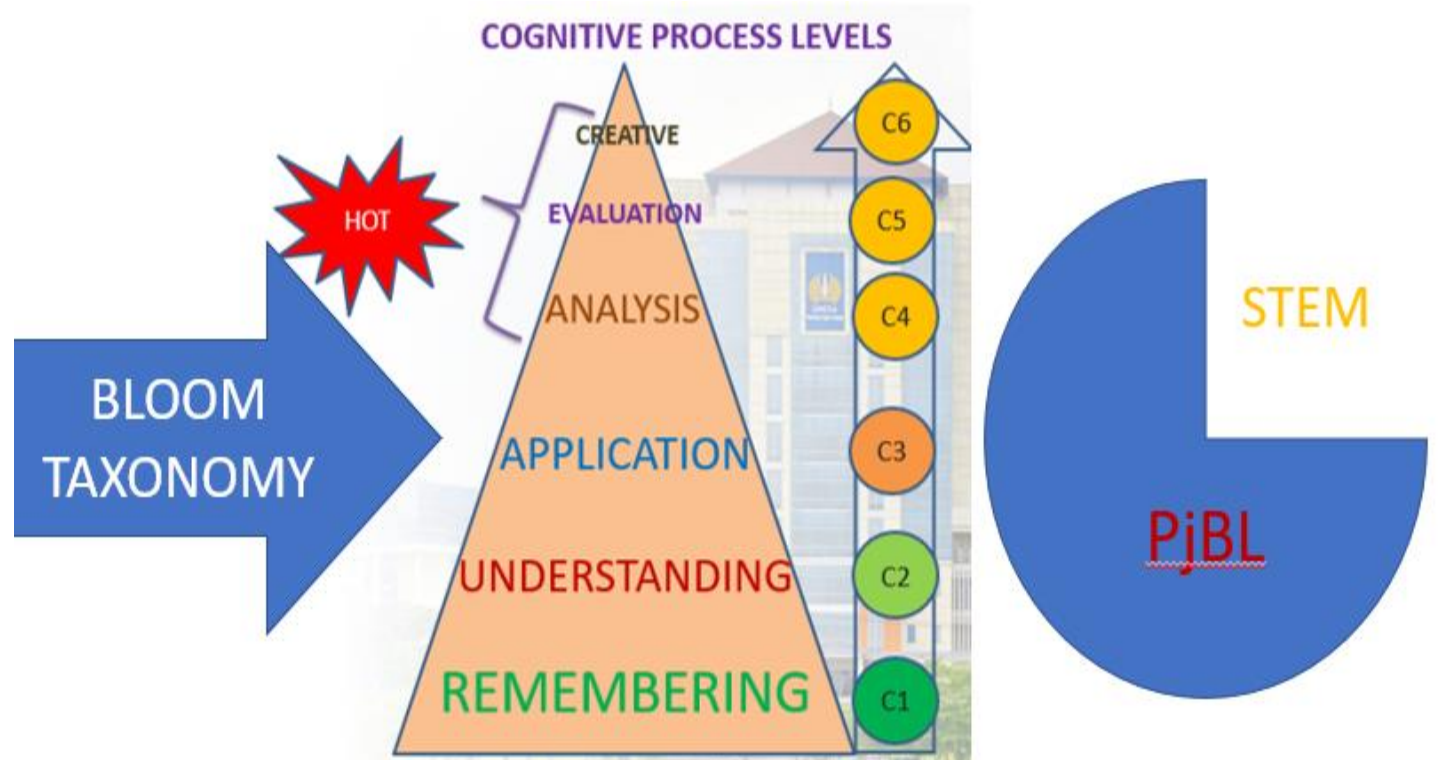 COGNITIVE PROCESS LEVELS
CREATIVE
C6
HOT
EVALUATION
C5
ANALYSIS
C4
STEM
BLOOM
TAXONOMY
APPLICATION
C3
PjBL
UNDERSTANDING
C2
REMEMBERING
C1